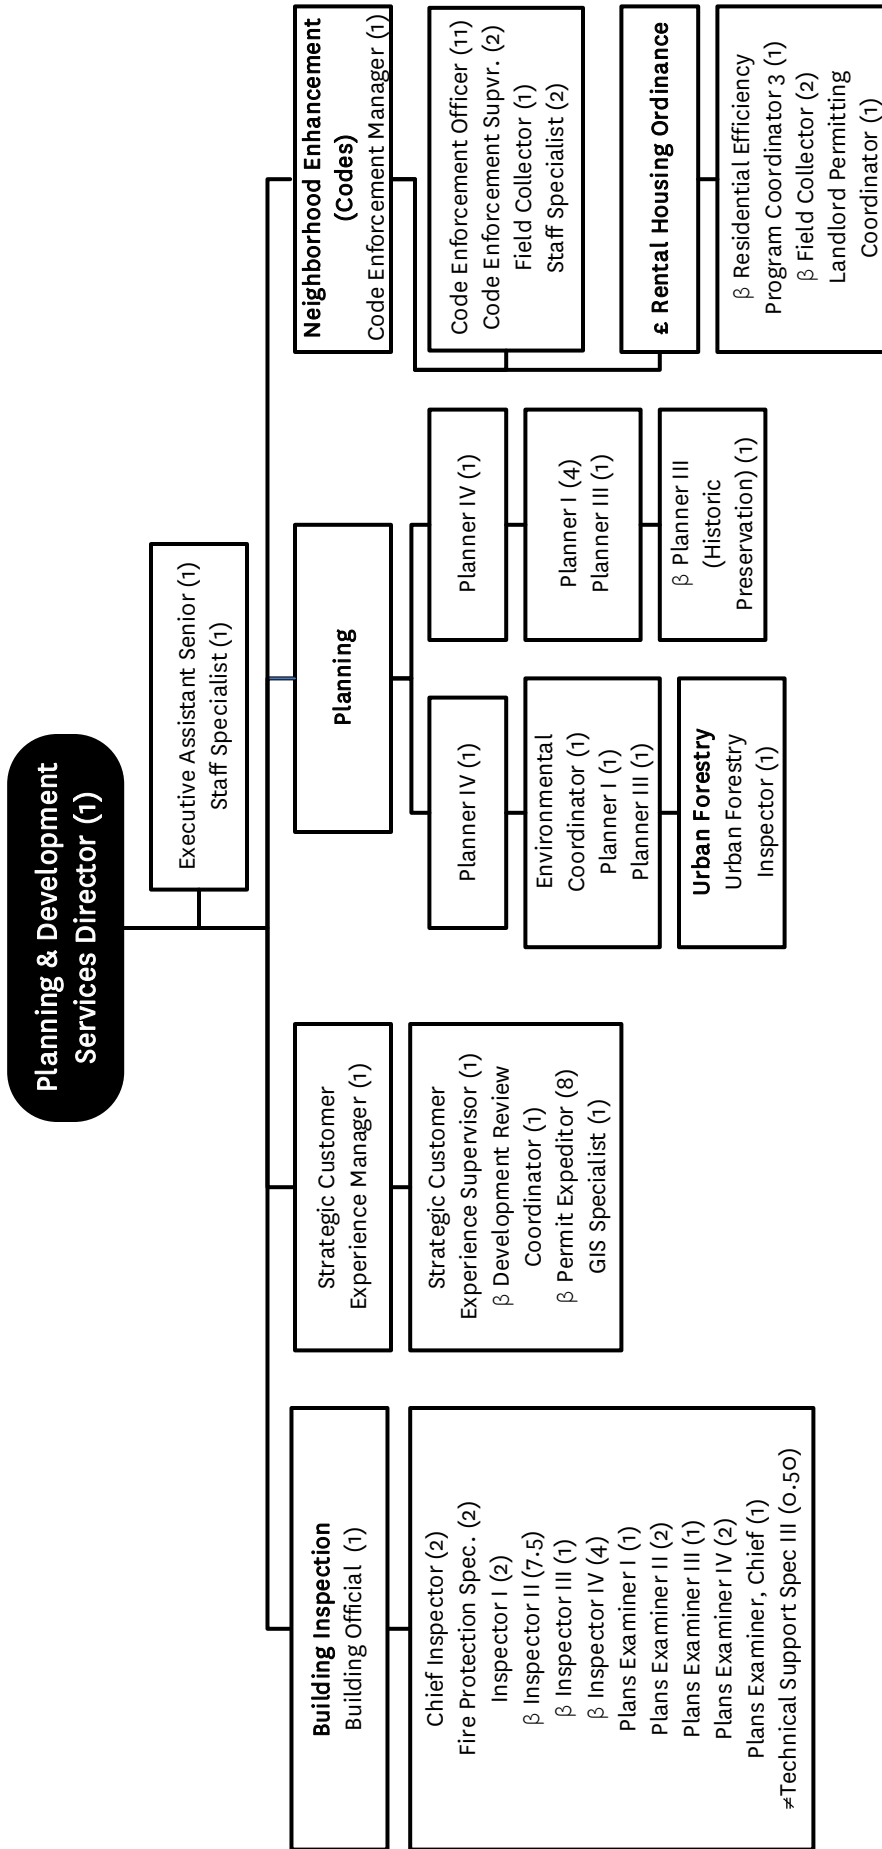 Planning & Development
Services Director (1)
Executive Assistant Senior (1)
Staff Specialist (1)
Building Inspection
Building Official (1)
Chief Inspector (2)
Fire Protection Spec. (2)
Inspector I (2)
β Inspector II (7.5)
β Inspector III (1)
β Inspector IV (4)
Plans Examiner I (1)
Plans Examiner II (2)
Plans Examiner III (1)
Plans Examiner IV (2)
Plans Examiner, Chief (1)
≠Technical Support Spec III (0.50)
Strategic Customer
Experience Manager (1)
Strategic Customer
Experience Supervisor (1)
β Development Review
Coordinator (1)
β Permit Expeditor (8)
GIS Specialist (1)
Planning
Planner IV (1)
Environmental
Coordinator (1)
Planner I (1)
Planner III (1)
Urban Forestry
Urban Forestry
Inspector (1)
Planner IV (1)
Planner I (4)
Planner III (1)
β Planner III
(Historic
Preservation) (1)
Neighborhood Enhancement
(Codes)
Code Enforcement Manager (1)
Code Enforcement Officer (11)
Code Enforcement Supvr. (2)
Field Collector (1)
Staff Specialist (2)
£ Rental Housing Ordinance
β Residential Efficiency
Program Coordinator 3 (1)
β Field Collector (2)
Landlord Permitting
Coordinator (1)